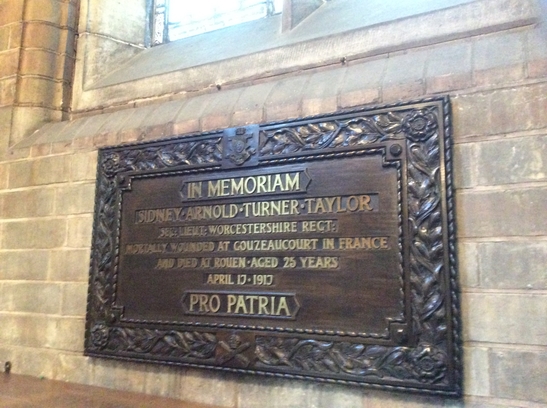 IN MEMORIAM
SIDNEY · ARNOLD · TURNER · TAYLOR
LIEUT: WORCESTERSHIRE REGT:
MORTALLY WOUNDED AT GOUZEAUCOURT IN FRANCE
AND DIED AT ROUEN · AGED 25 YEARS
APRIL 17 · 1917
PRO PATRIA